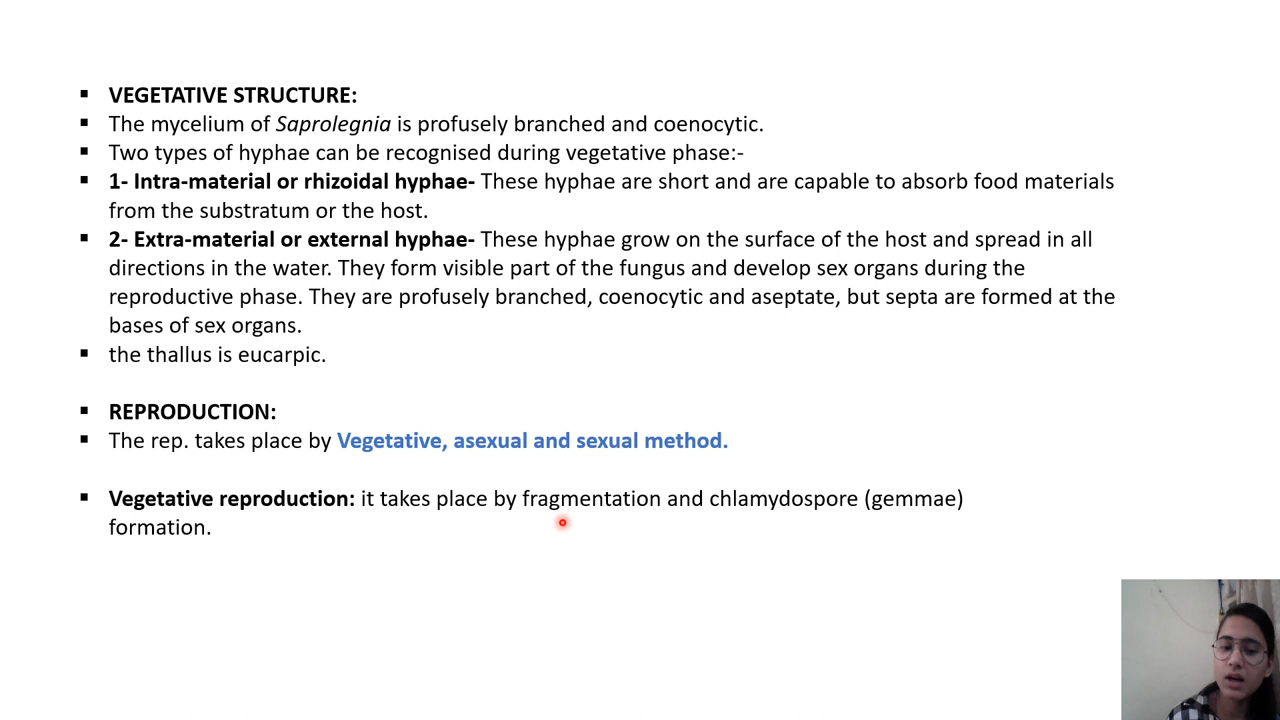 ▪ VEGETATIVE STRUCTURE:
▪ The mycelium of Saprolegnia is profusely branched and coenocytic.
▪ Two types of hyphae can be recognised during vegetative phase:-
▪ 1- Intra-material or rhizoidal hyphae- These hyphae are short and are capable to absorb food materials
from the substratum or the host.
▪ 2- Extra-material or external hyphae- These hyphae grow on the surface of the host and spread in all
directions in the water. They form visible part of the fungus and develop sex organs during the
reproductive phase. They are profusely branched, coenocytic and aseptate, but septa are formed at the
bases of sex organs.
▪ the thallus is eucarpic.
▪ REPRODUCTION:
▪ The rep. takes place by Vegetative, asexual and sexual method.
▪ Vegetative reproduction: it takes place by fragmentation and chlamydospore (gemmae)
formation.